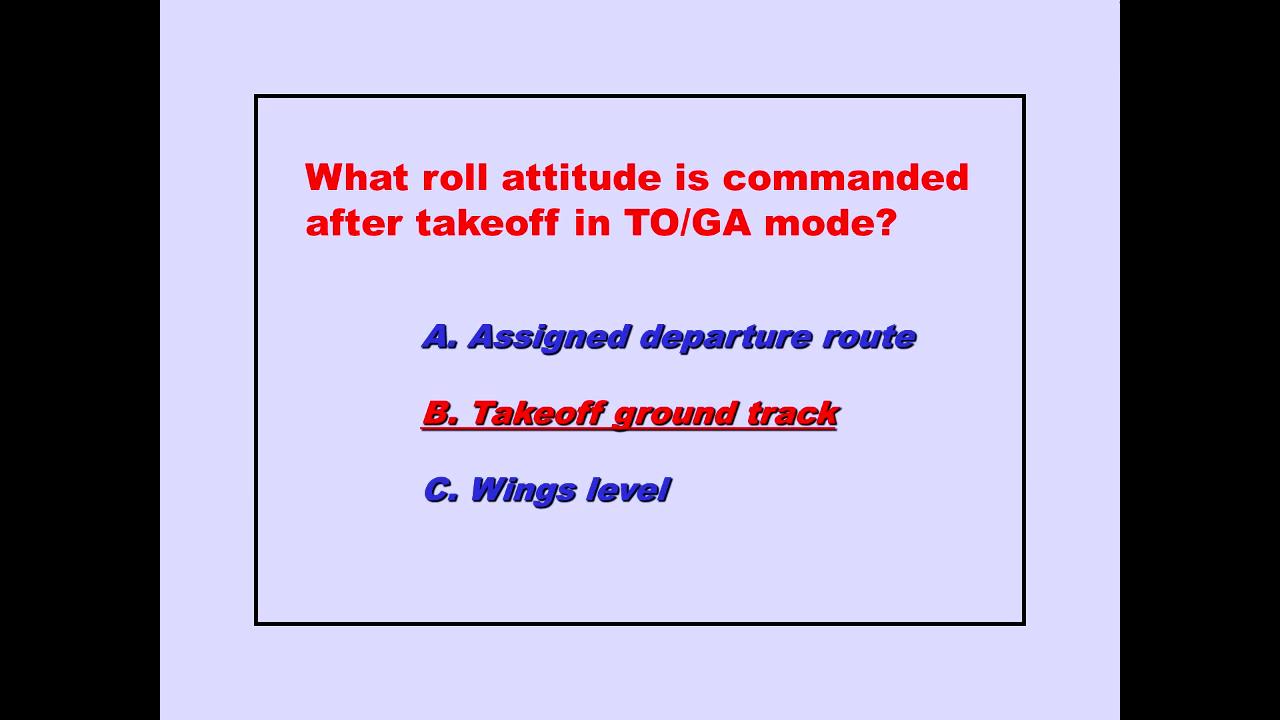 What roll attitude is commanded
after takeoff in TO/GA mode?
A. Assigned departure route
B. Takeoff ground track
C. Wings level